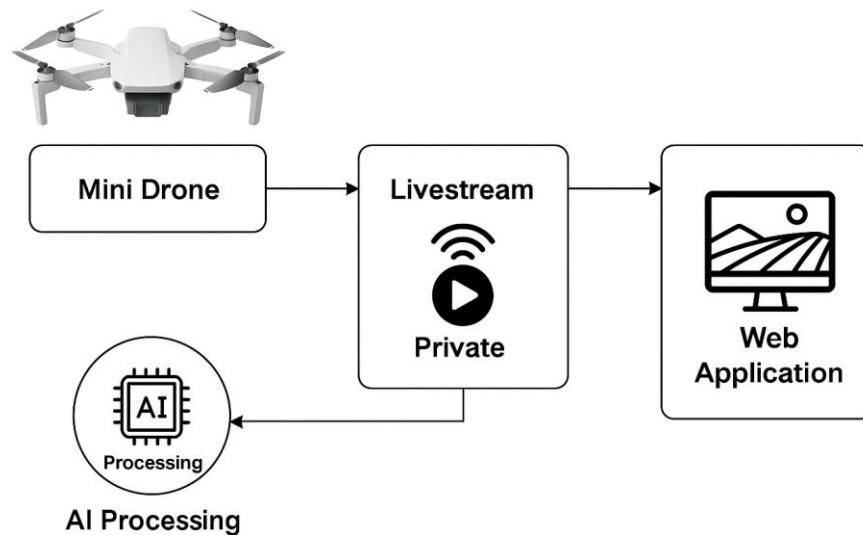 Mini Drone
Livestream
Private
Web
Application
AI
Processing
AI Processing